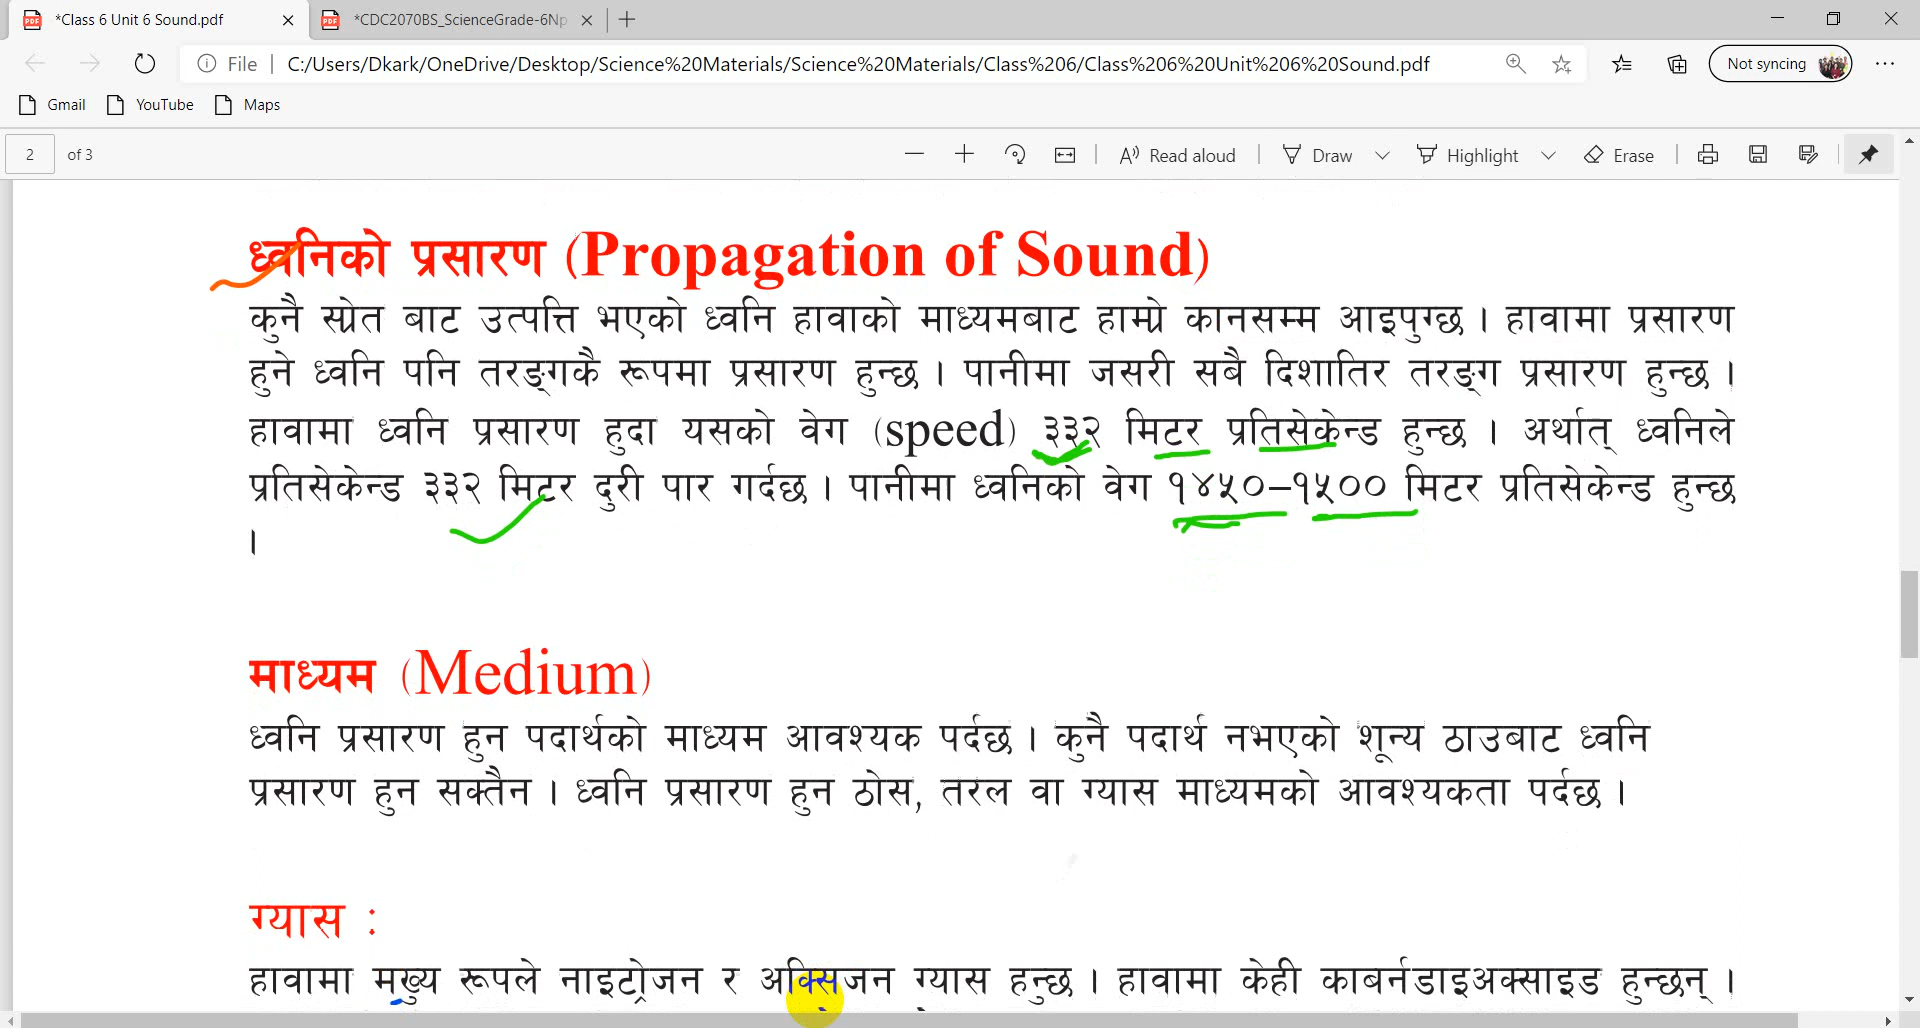 *Class 6 Unit 6 Sound.pdf
*CDC2070BS_ScienceGrade-6Np
File
C:/Users/Dkark/OneDrive/Desktop/Science%20Materials/Science%20Materials/Class%206/Class%206%20Unit%206%20Sound.pdf
Not syncing
Gmail YouTube Maps
2 of 3
Read aloud Draw Highlight Erase
ध्वनिको प्रसारण (Propagation of Sound)
कुनै स्रोत बाट उत्पत्ति भएको ध्वनि हावाको माध्यमबाट हाम्रो कानसम्म आइपुग्छ । हावामा प्रसारण
हुने ध्वनि पनि तरङ्गकै रूपमा प्रसारण हुन्छ । पानीमा जसरी सबै दिशातिर तरङ्ग प्रसारण हुन्छ ।
हावामा ध्वनि प्रसारण हुदा यसको वेग (speed) ३३२ मिटर प्रतिसेकेन्ड हुन्छ । अर्थात् ध्वनिले
प्रतिसेकेन्ड ३३२ मिटर दुरी पार गर्दछ । पानीमा ध्वनिको वेग १४५०–१५०० मिटर प्रतिसेकेन्ड हुन्छ
।
माध्यम (Medium)
ध्वनि प्रसारण हुन पदार्थको माध्यम आवश्यक पर्दछ । कुनै पदार्थ नभएको शून्य ठाउबाट ध्वनि
प्रसारण हुन सक्तैन । ध्वनि प्रसारण हुन ठोस, तरल वा ग्यास माध्यमको आवश्यकता पर्दछ ।
ग्यास :
हावामा मुख्य रूपले नाइट्रोजन र अक्सिजन ग्यास हुन्छ । हावामा केही काबर्नडाइअक्साइड हुन्छन् ।